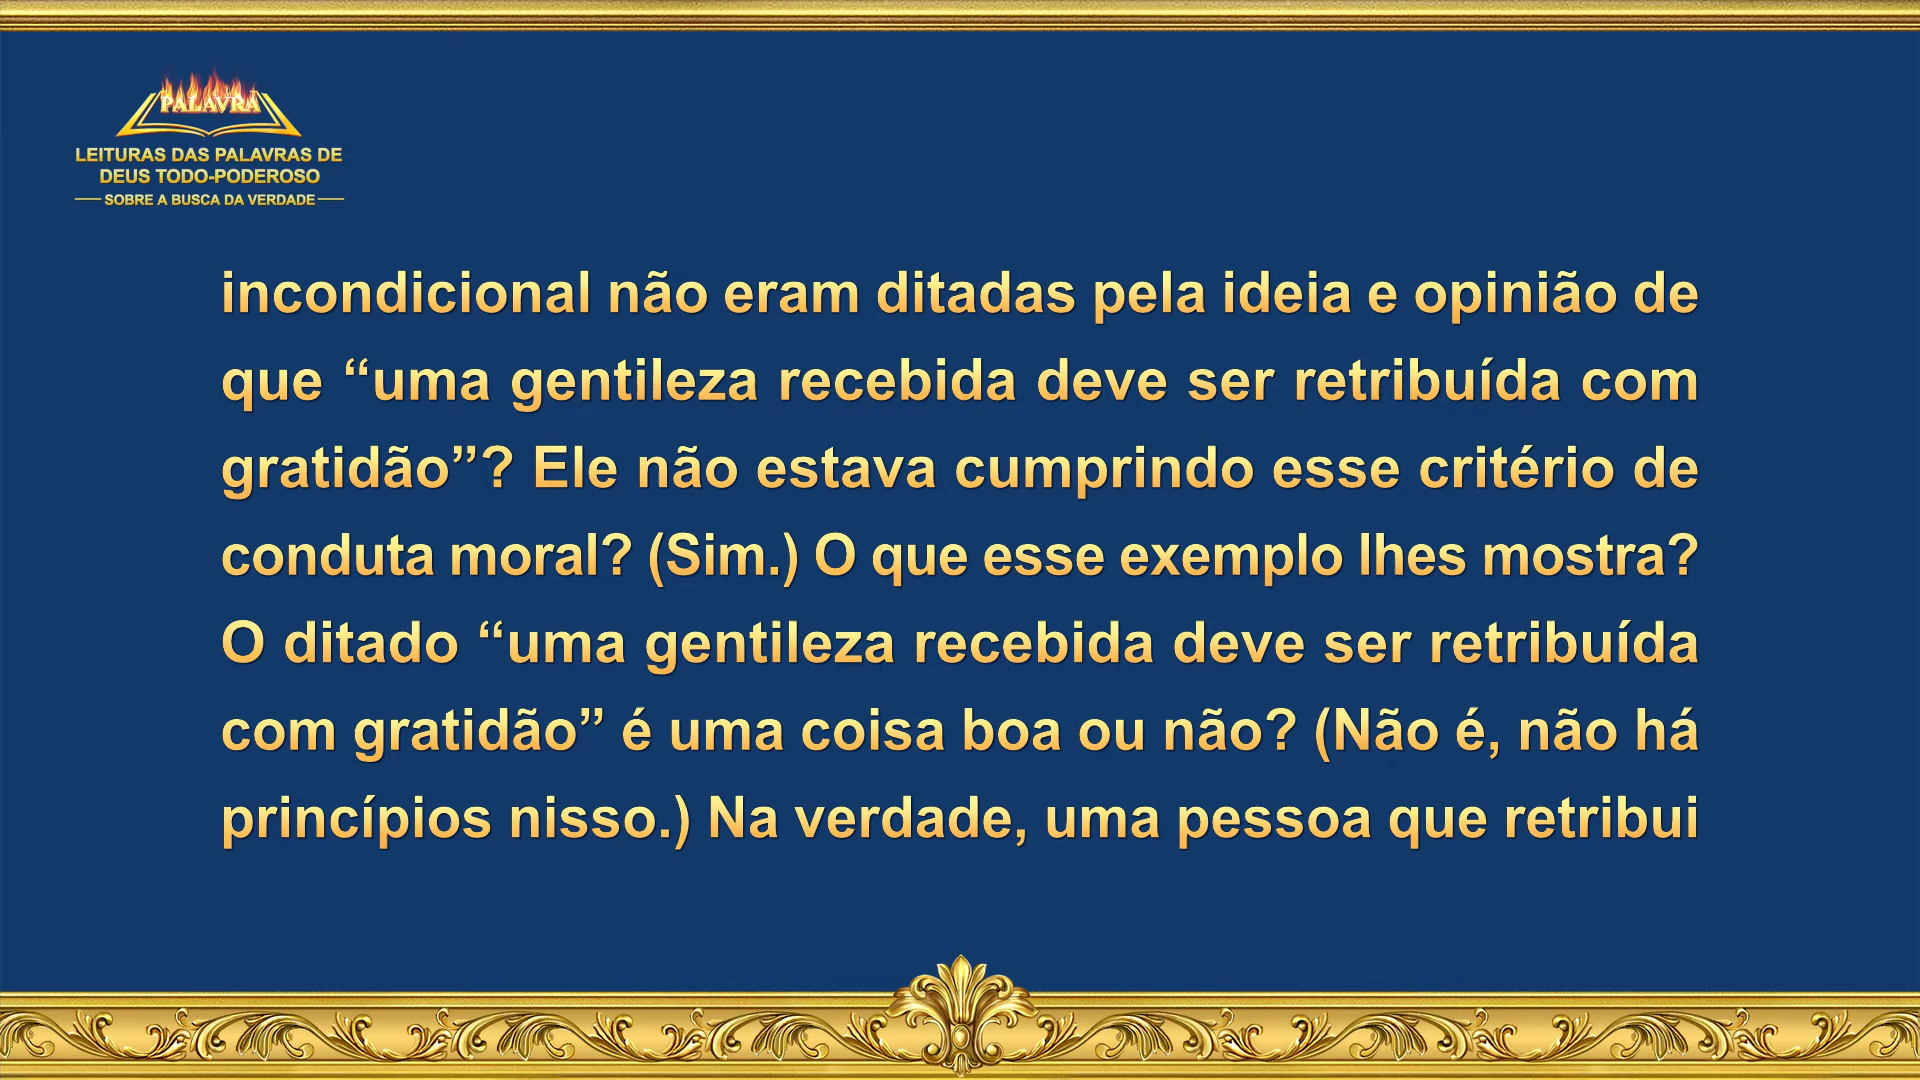 PALAVRA
LEITURAS DAS PALAVRAS DE
DEUS TODO-PODEROSO
SOBRE A BUSCA DA VERDADE
incondicional não eram ditadas pela ideia e opinião de
que “uma gentileza recebida deve ser retribuída com
gratidão”? Ele não estava cumprindo esse critério de
conduta moral? (Sim.) O que esse exemplo lhes mostra?
O ditado “uma gentileza recebida deve ser retribuída
com gratidão” é uma coisa boa ou não? (Não é, não há
princípios nisso.) Na verdade, uma pessoa que retribui